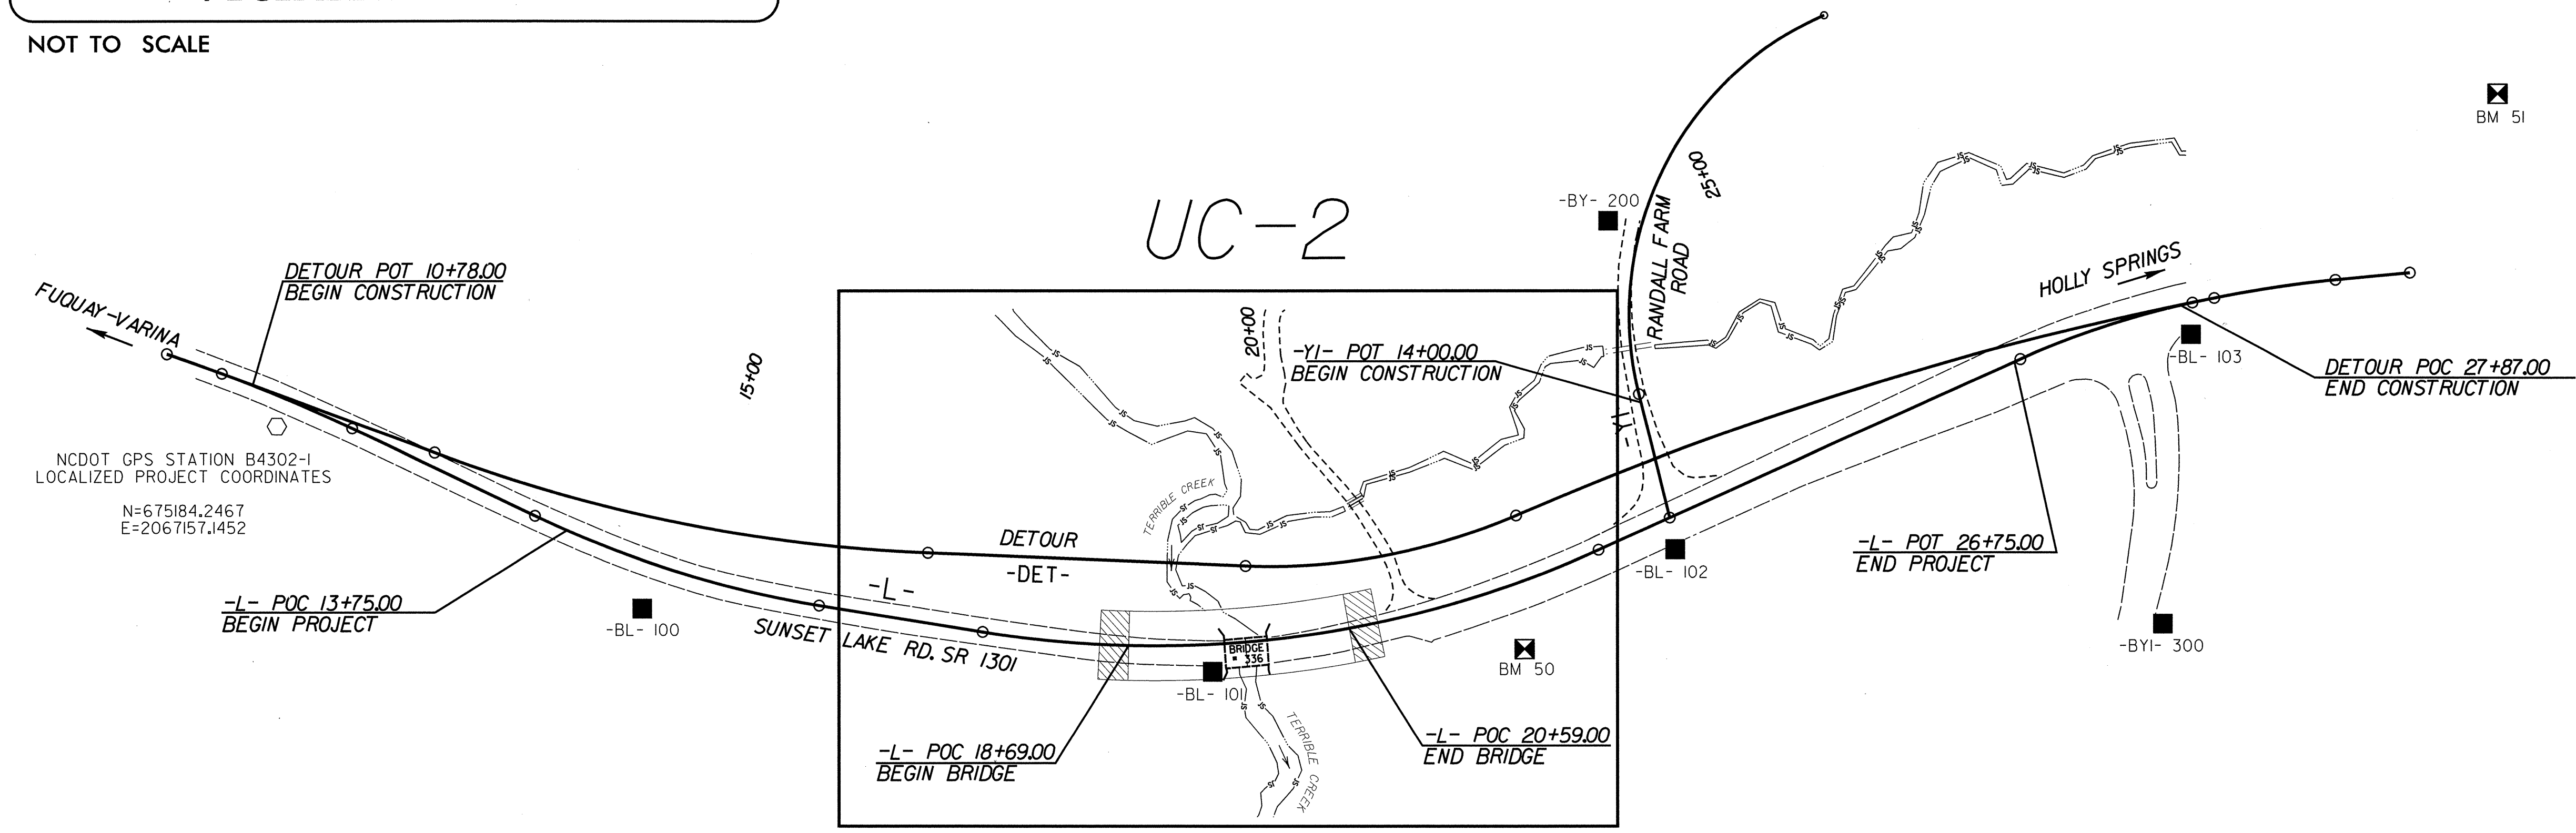 NOT TO SCALE
BM 51
-BY- 200
25+00
UC-2
RANDALL FARM
ROAD
HOLLY SPRINGS
DETOUR POT 10+78.00
BEGIN CONSTRUCTION
FUQUAY-VARINA
20+00
15+00
-Y1- POT 14+00.00
BEGIN CONSTRUCTION
-BL- 103
DETOUR POC 27+87.00
END CONSTRUCTION
-Y1-
NCDOT GPS STATION B4302-1
LOCALIZED PROJECT COORDINATES
N=675184.2467
E=2067157.1452
TERRIBLE CREEK
DETOUR
-DET-
-L-
-L- POT 26+75.00
END PROJECT
-BL- 102
-L- POC 13+75.00
BEGIN PROJECT
-BL- 100
SUNSET LAKE RD. SR 1301
BRIDGE
336
-BL- 101
BM 50
-BY1- 300
-L- POC 18+69.00
BEGIN BRIDGE
-L- POC 20+59.00
END BRIDGE
TERRIBLE CREEK